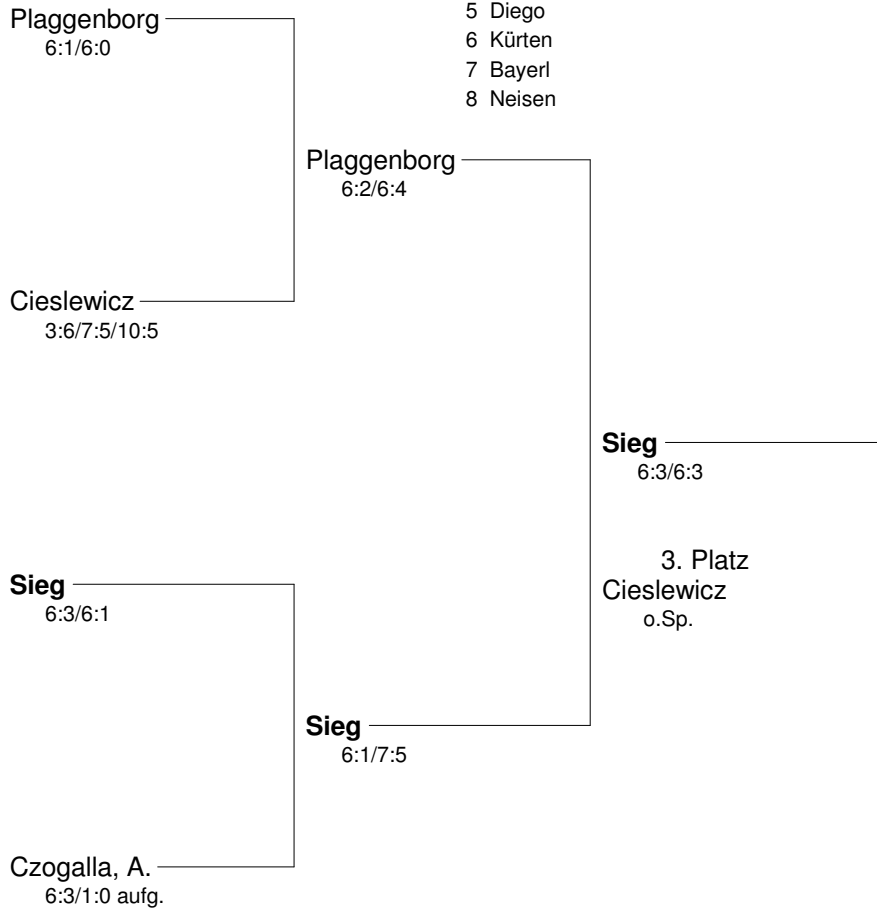 5 Diego
Plaggenborg
6:1/6:0
6 Kürten
7 Bayerl
8 Neisen
Plaggenborg
6:2/6:4
Cieslewicz
3:6/7:5/10:5
Sieg
6:3/6:3
3. Platz
Cieslewicz
o.Sp.
Sieg
6:3/6:1
Sieg
6:1/7:5
Czogalla, A.
6:3/1:0 aufg.